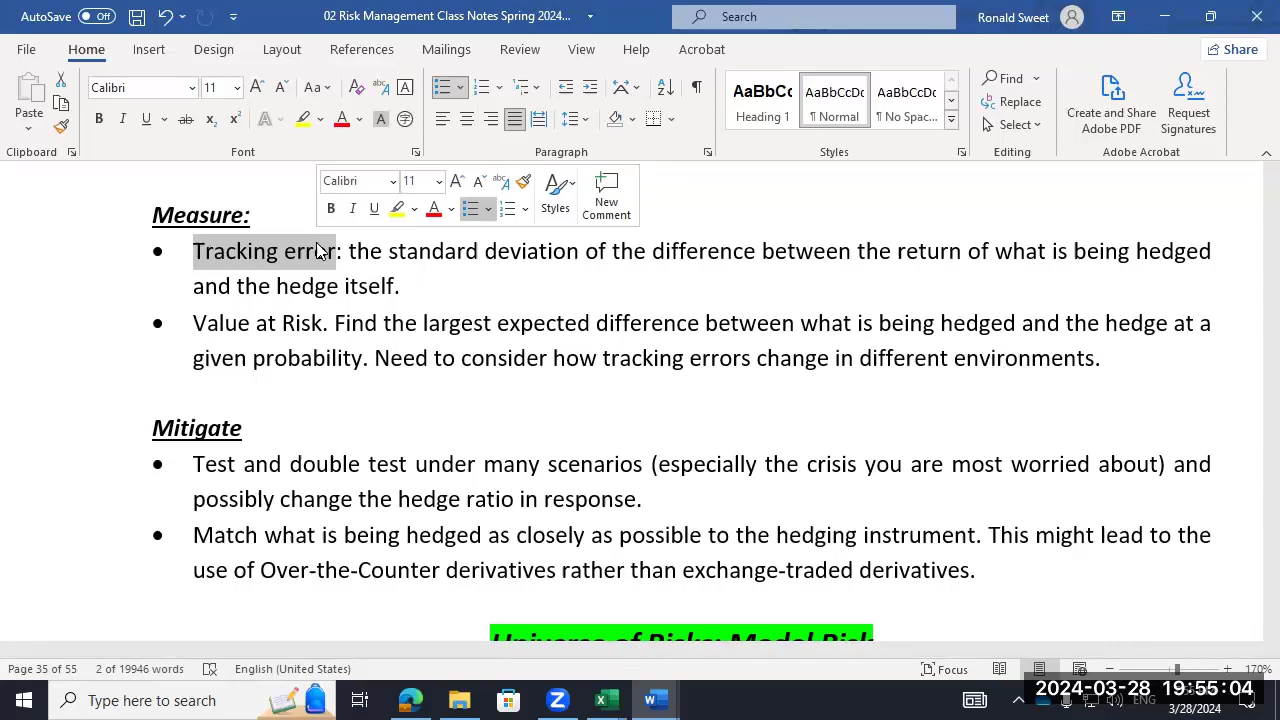 AutoSave Off 02 Risk Management Class Notes Spring 2024... Search Ronald Sweet
File Home Insert Design Layout References Mailings Review View Help Acrobat Share
Calibri 11 Aa AaBbCc AaBbCcDc AaBbCcDc Find
Paste Replace Create and Share Request
B I U ab Heading 1 ¶ Normal ¶ No Spac... Select Adobe PDF Signatures
Clipboard Font Paragraph Styles Editing Adobe Acrobat
Calibri 11 New
B I U Styles Comment
Measure:
• Tracking error: the standard deviation of the difference between the return of what is being hedged
and the hedge itself.
• Value at Risk. Find the largest expected difference between what is being hedged and the hedge at a
given probability. Need to consider how tracking errors change in different environments.
Mitigate
• Test and double test under many scenarios (especially the crisis you are most worried about) and
possibly change the hedge ratio in response.
• Match what is being hedged as closely as possible to the hedging instrument. This might lead to the
use of Over-the-Counter derivatives rather than exchange-traded derivatives.
Universe of Risks: Model Risk
Page 35 of 55 2 of 19946 words English (United States) Focus 170%
Type here to search ENG 2024-03-28 19:55:04
3/28/2024